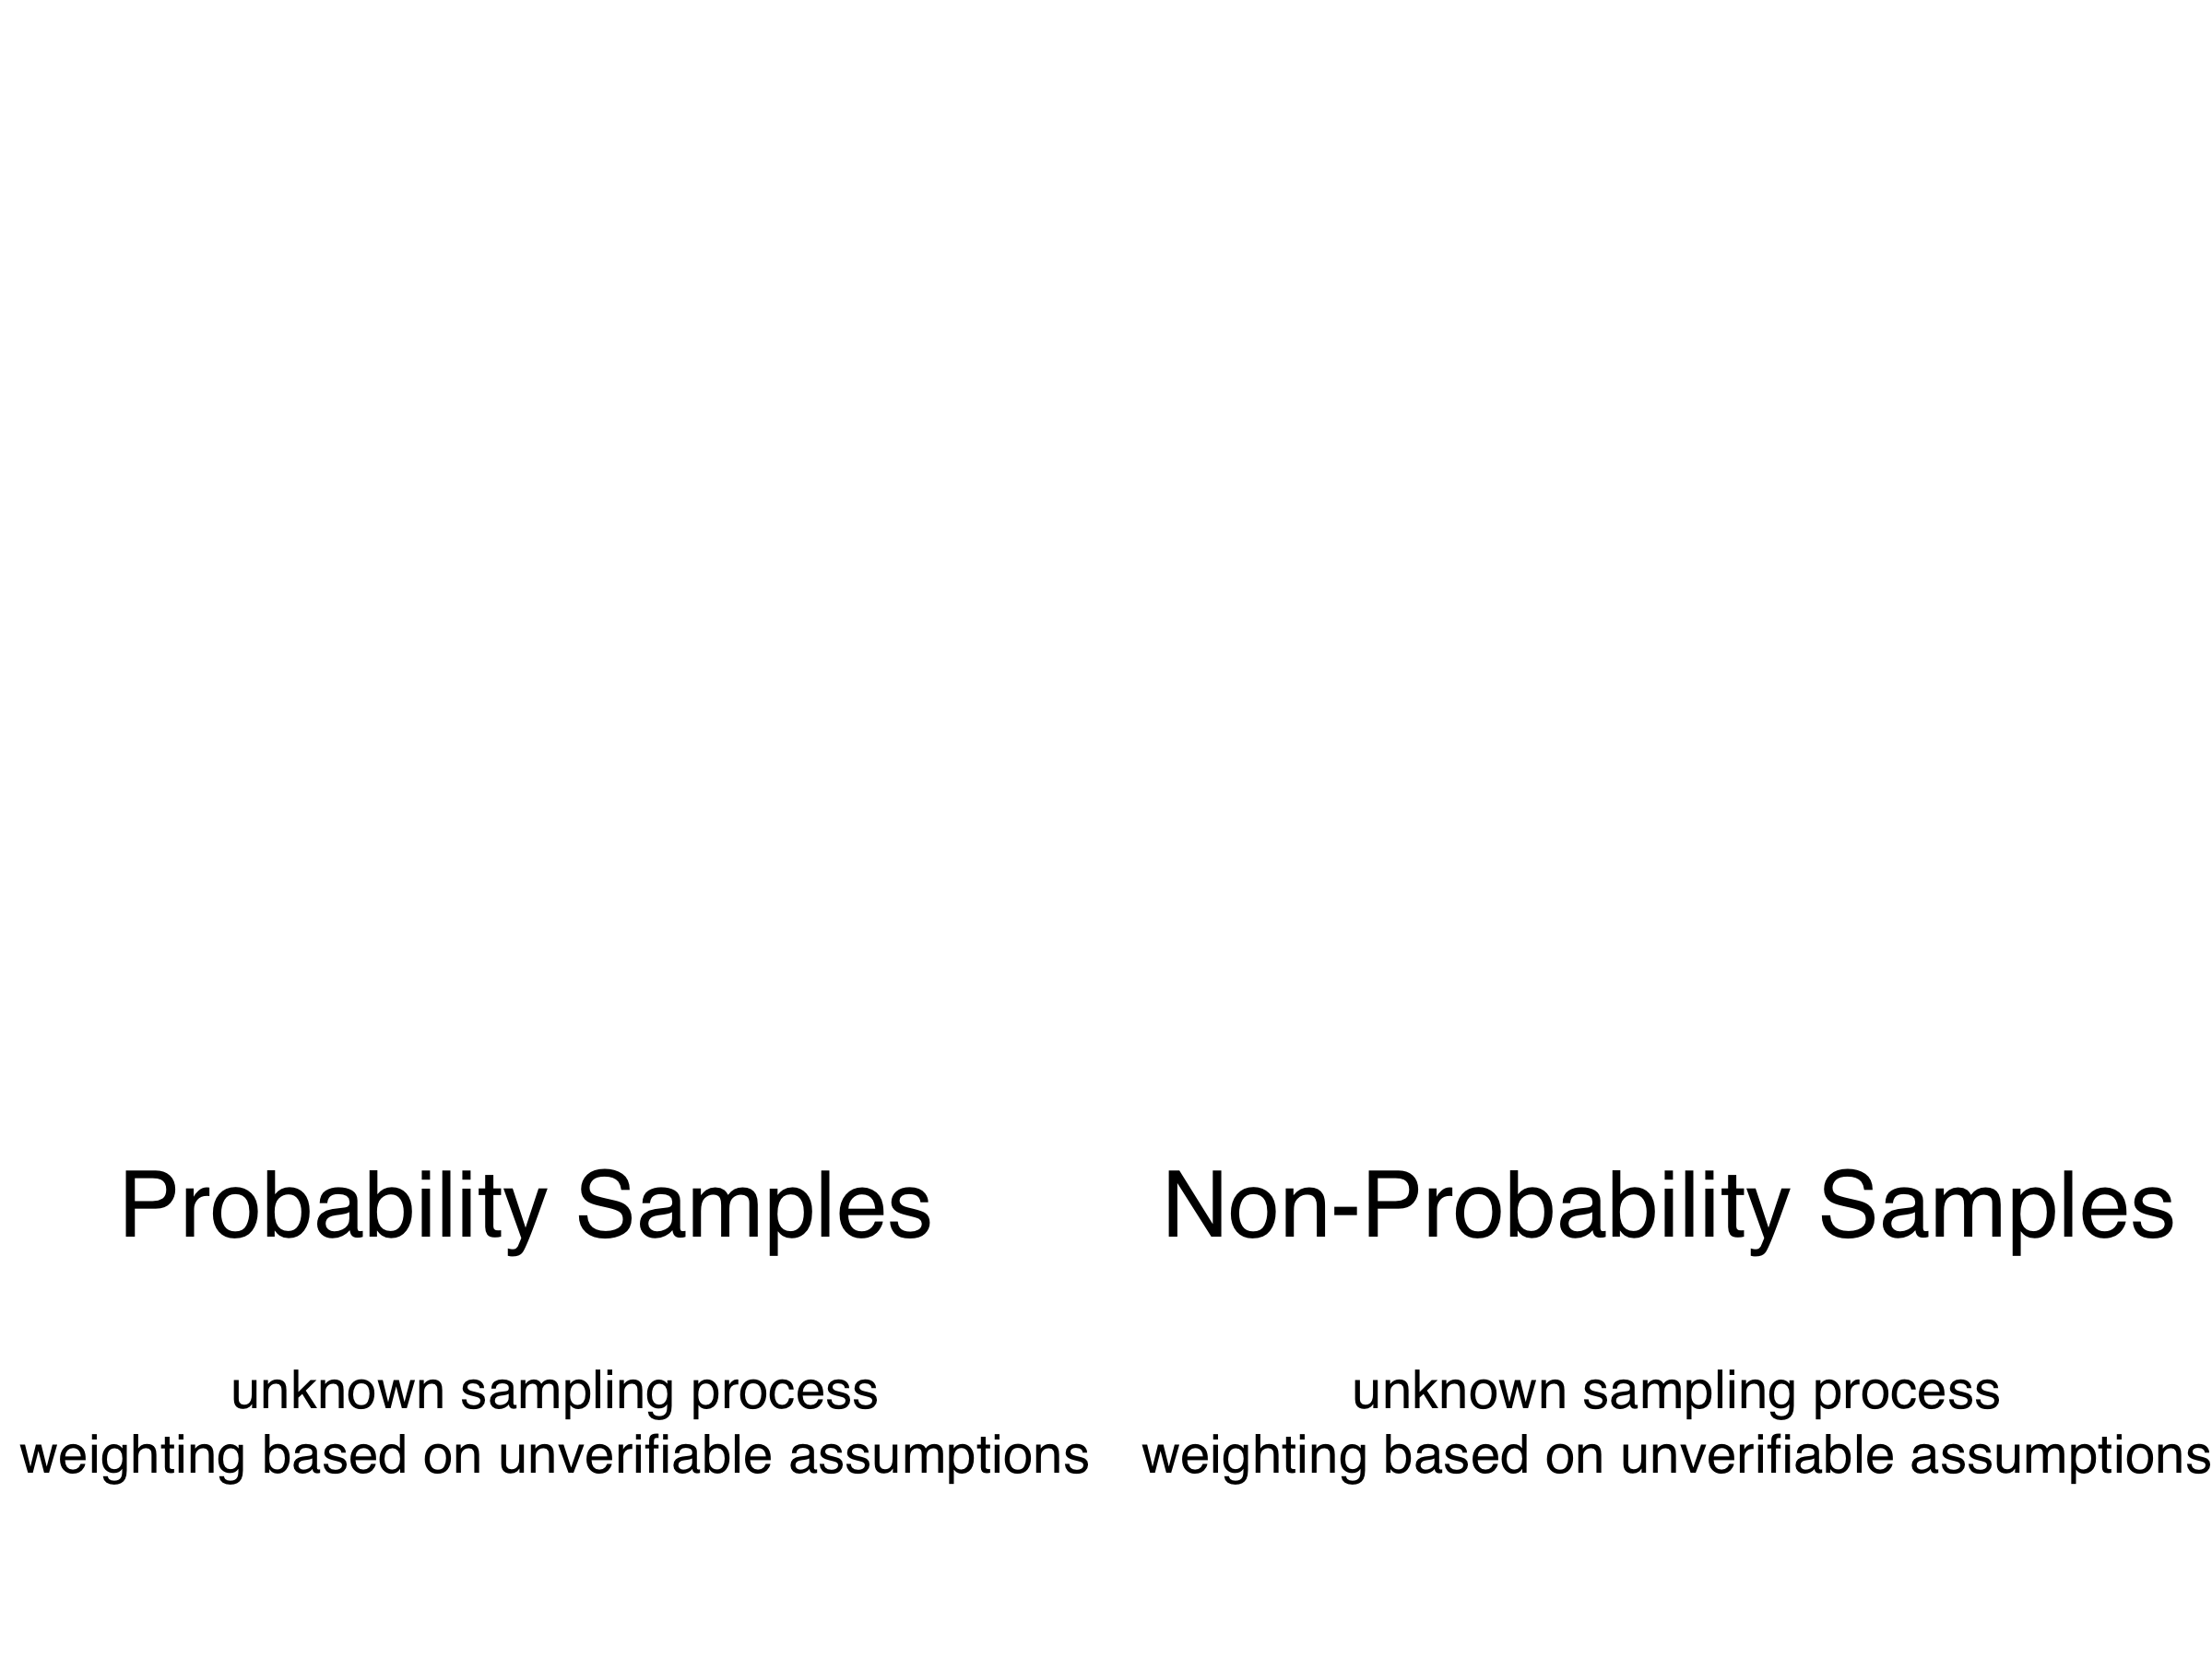 Probability Samples
Non-Probability Samples
unknown sampling process
weighting based on unverifiable assumptions
unknown sampling process
weighting based on unverifiable assumptions